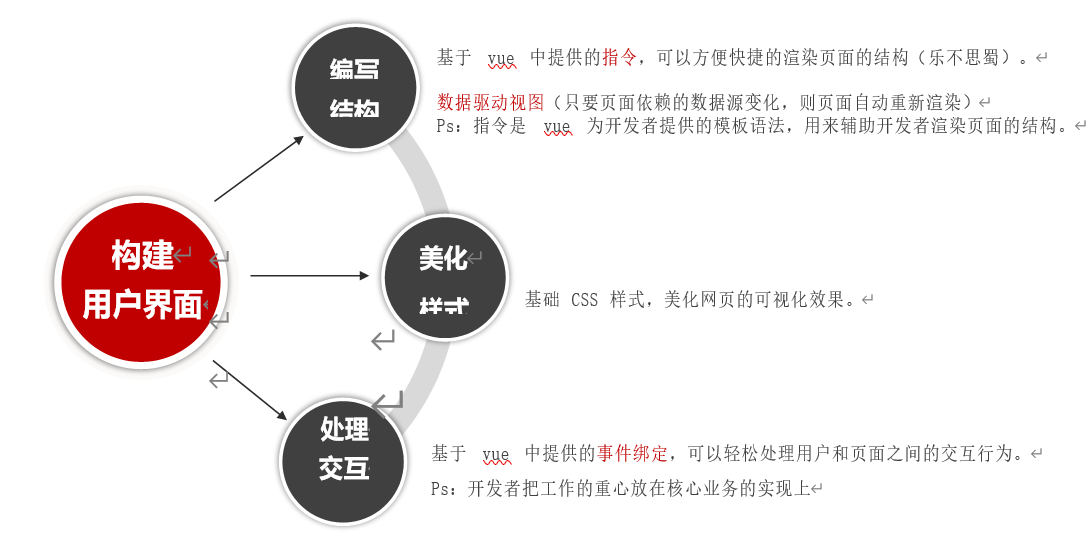 编写
结构
基于 vue 中提供的指令，可以方便快捷的渲染页面的结构（乐不思蜀）。
数据驱动视图（只要页面依赖的数据源变化，则页面自动重新渲染）
Ps：指令是 vue 为开发者提供的模板语法，用来辅助开发者渲染页面的结构。
构建
用户界面
美化
样式
基础 CSS 样式，美化网页的可视化效果。
处理
交互
基于 vue 中提供的事件绑定，可以轻松处理用户和页面之间的交互行为。
Ps：开发者把工作的重心放在核心业务的实现上